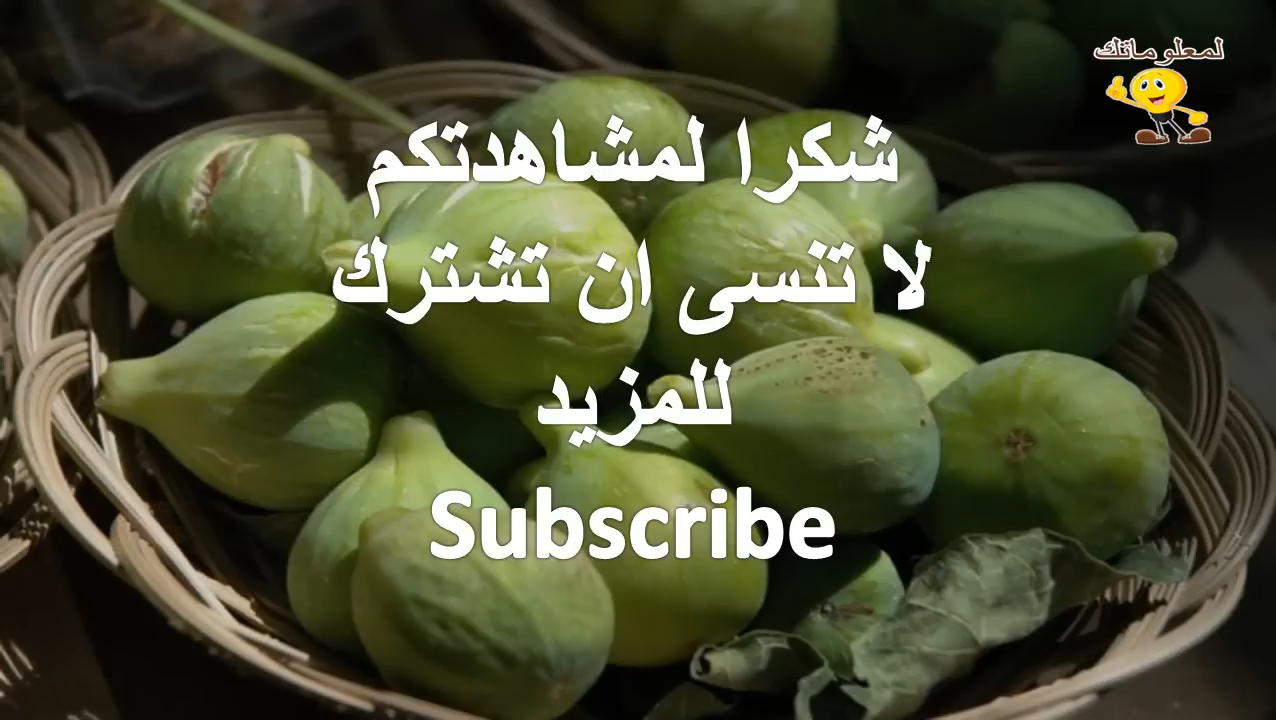 لمعلوماتك
شكرا لمشاهدتكم
لا تنسى ان تشترك
للمزيد
Subscribe